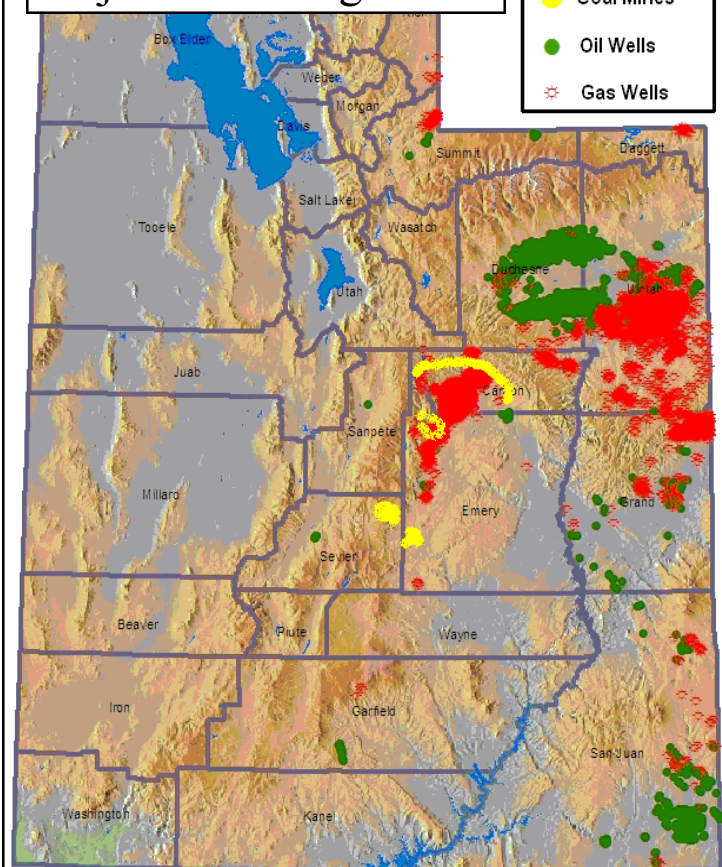 Coal Mines
Oil Wells
Gas Wells
Rich
Box Elder
Weber
Morgan
Davis
Summit
Daggett
Salt Lake
Tooele
Wasatch
Duchesne
Uintah
Utah
Juab
Carbon
Sanpete
Millard
Emery
Grand
Sevier
Beaver
Piute
Wayne
Iron
Garfield
San Juan
Washington
Kane